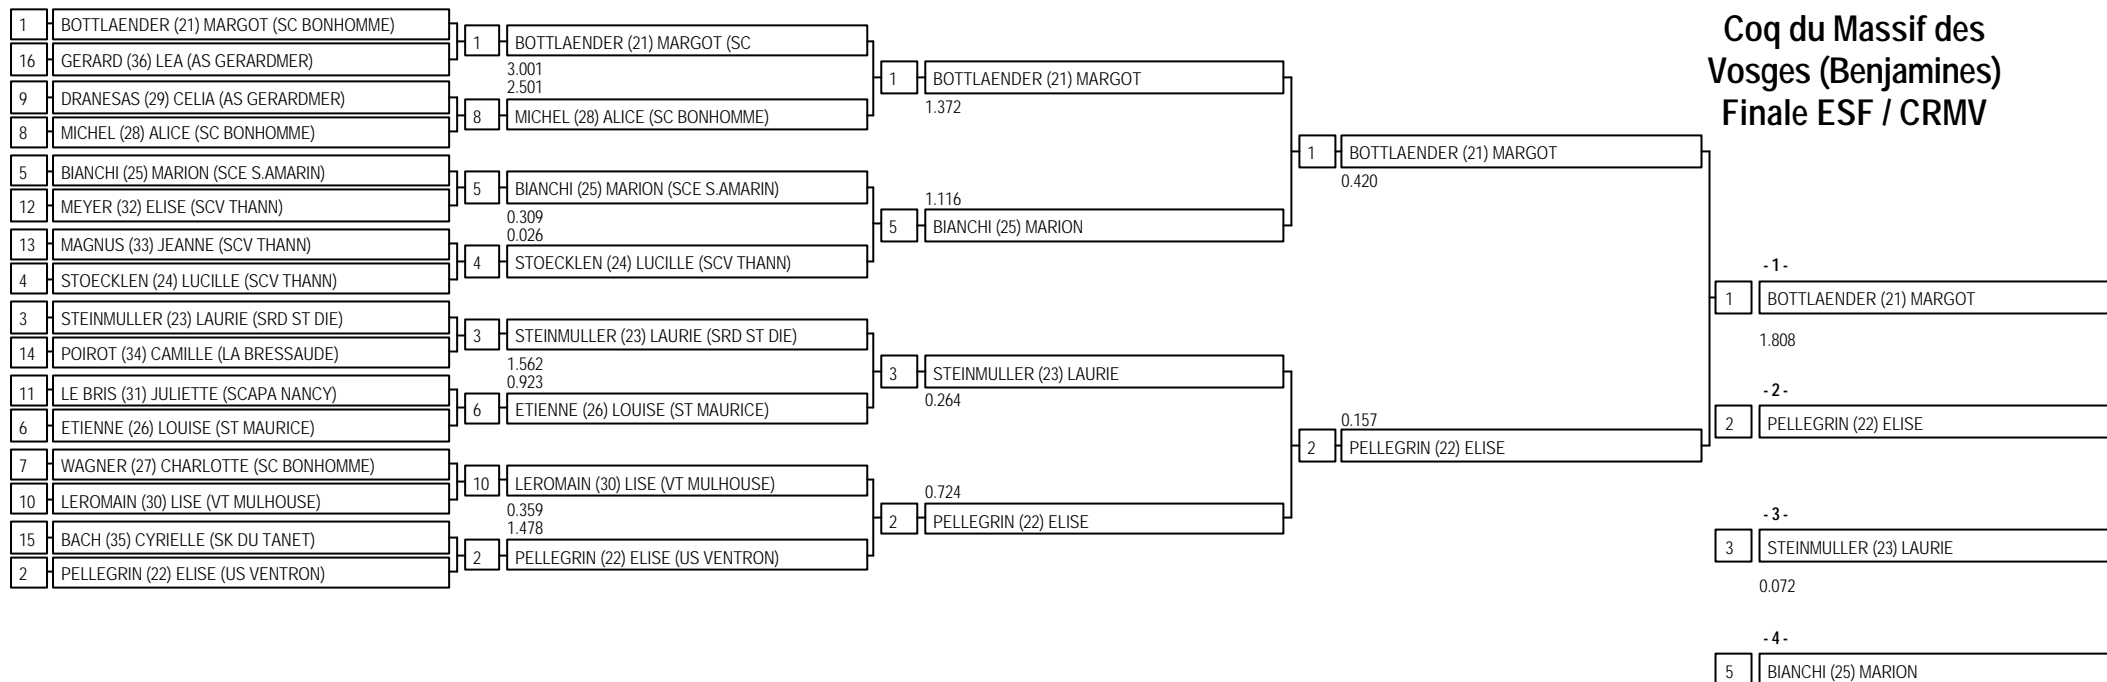 Coq du Massif des
Vosges (Benjamines)
Finale ESF / CRMV
1 BOTTLAENDER (21) MARGOT (SC BONHOMME)
16 GERARD (36) LEA (AS GERARDMER)
9 DRANESAS (29) CELIA (AS GERARDMER)
8 MICHEL (28) ALICE (SC BONHOMME)
5 BIANCHI (25) MARION (SCE S.AMARIN)
12 MEYER (32) ELISE (SCV THANN)
13 MAGNUS (33) JEANNE (SCV THANN)
4 STOECKLEN (24) LUCILLE (SCV THANN)
3 STEINMULLER (23) LAURIE (SRD ST DIE)
14 POIROT (34) CAMILLE (LA BRESSAUDE)
11 LE BRIS (31) JULIETTE (SCAPA NANCY)
6 ETIENNE (26) LOUISE (ST MAURICE)
7 WAGNER (27) CHARLOTTE (SC BONHOMME)
10 LEROMAIN (30) LISE (VT MULHOUSE)
15 BACH (35) CYRIELLE (SK DU TANET)
2 PELLEGRIN (22) ELISE (US VENTRON)
1 BOTTLAENDER (21) MARGOT (SC
3.001
2.501
8 MICHEL (28) ALICE (SC BONHOMME)
5 BIANCHI (25) MARION (SCE S.AMARIN)
0.309
0.026
4 STOECKLEN (24) LUCILLE (SCV THANN)
3 STEINMULLER (23) LAURIE (SRD ST DIE)
1.562
0.923
6 ETIENNE (26) LOUISE (ST MAURICE)
10 LEROMAIN (30) LISE (VT MULHOUSE)
0.359
1.478
2 PELLEGRIN (22) ELISE (US VENTRON)
1 BOTTLAENDER (21) MARGOT
1.372
1.116
5 BIANCHI (25) MARION
3 STEINMULLER (23) LAURIE
0.264
0.724
2 PELLEGRIN (22) ELISE
1 BOTTLAENDER (21) MARGOT
0.420
0.157
2 PELLEGRIN (22) ELISE
- 1 -
1 BOTTLAENDER (21) MARGOT
1.808
- 2 -
2 PELLEGRIN (22) ELISE
- 3 -
3 STEINMULLER (23) LAURIE
0.072
- 4 -
5 BIANCHI (25) MARION